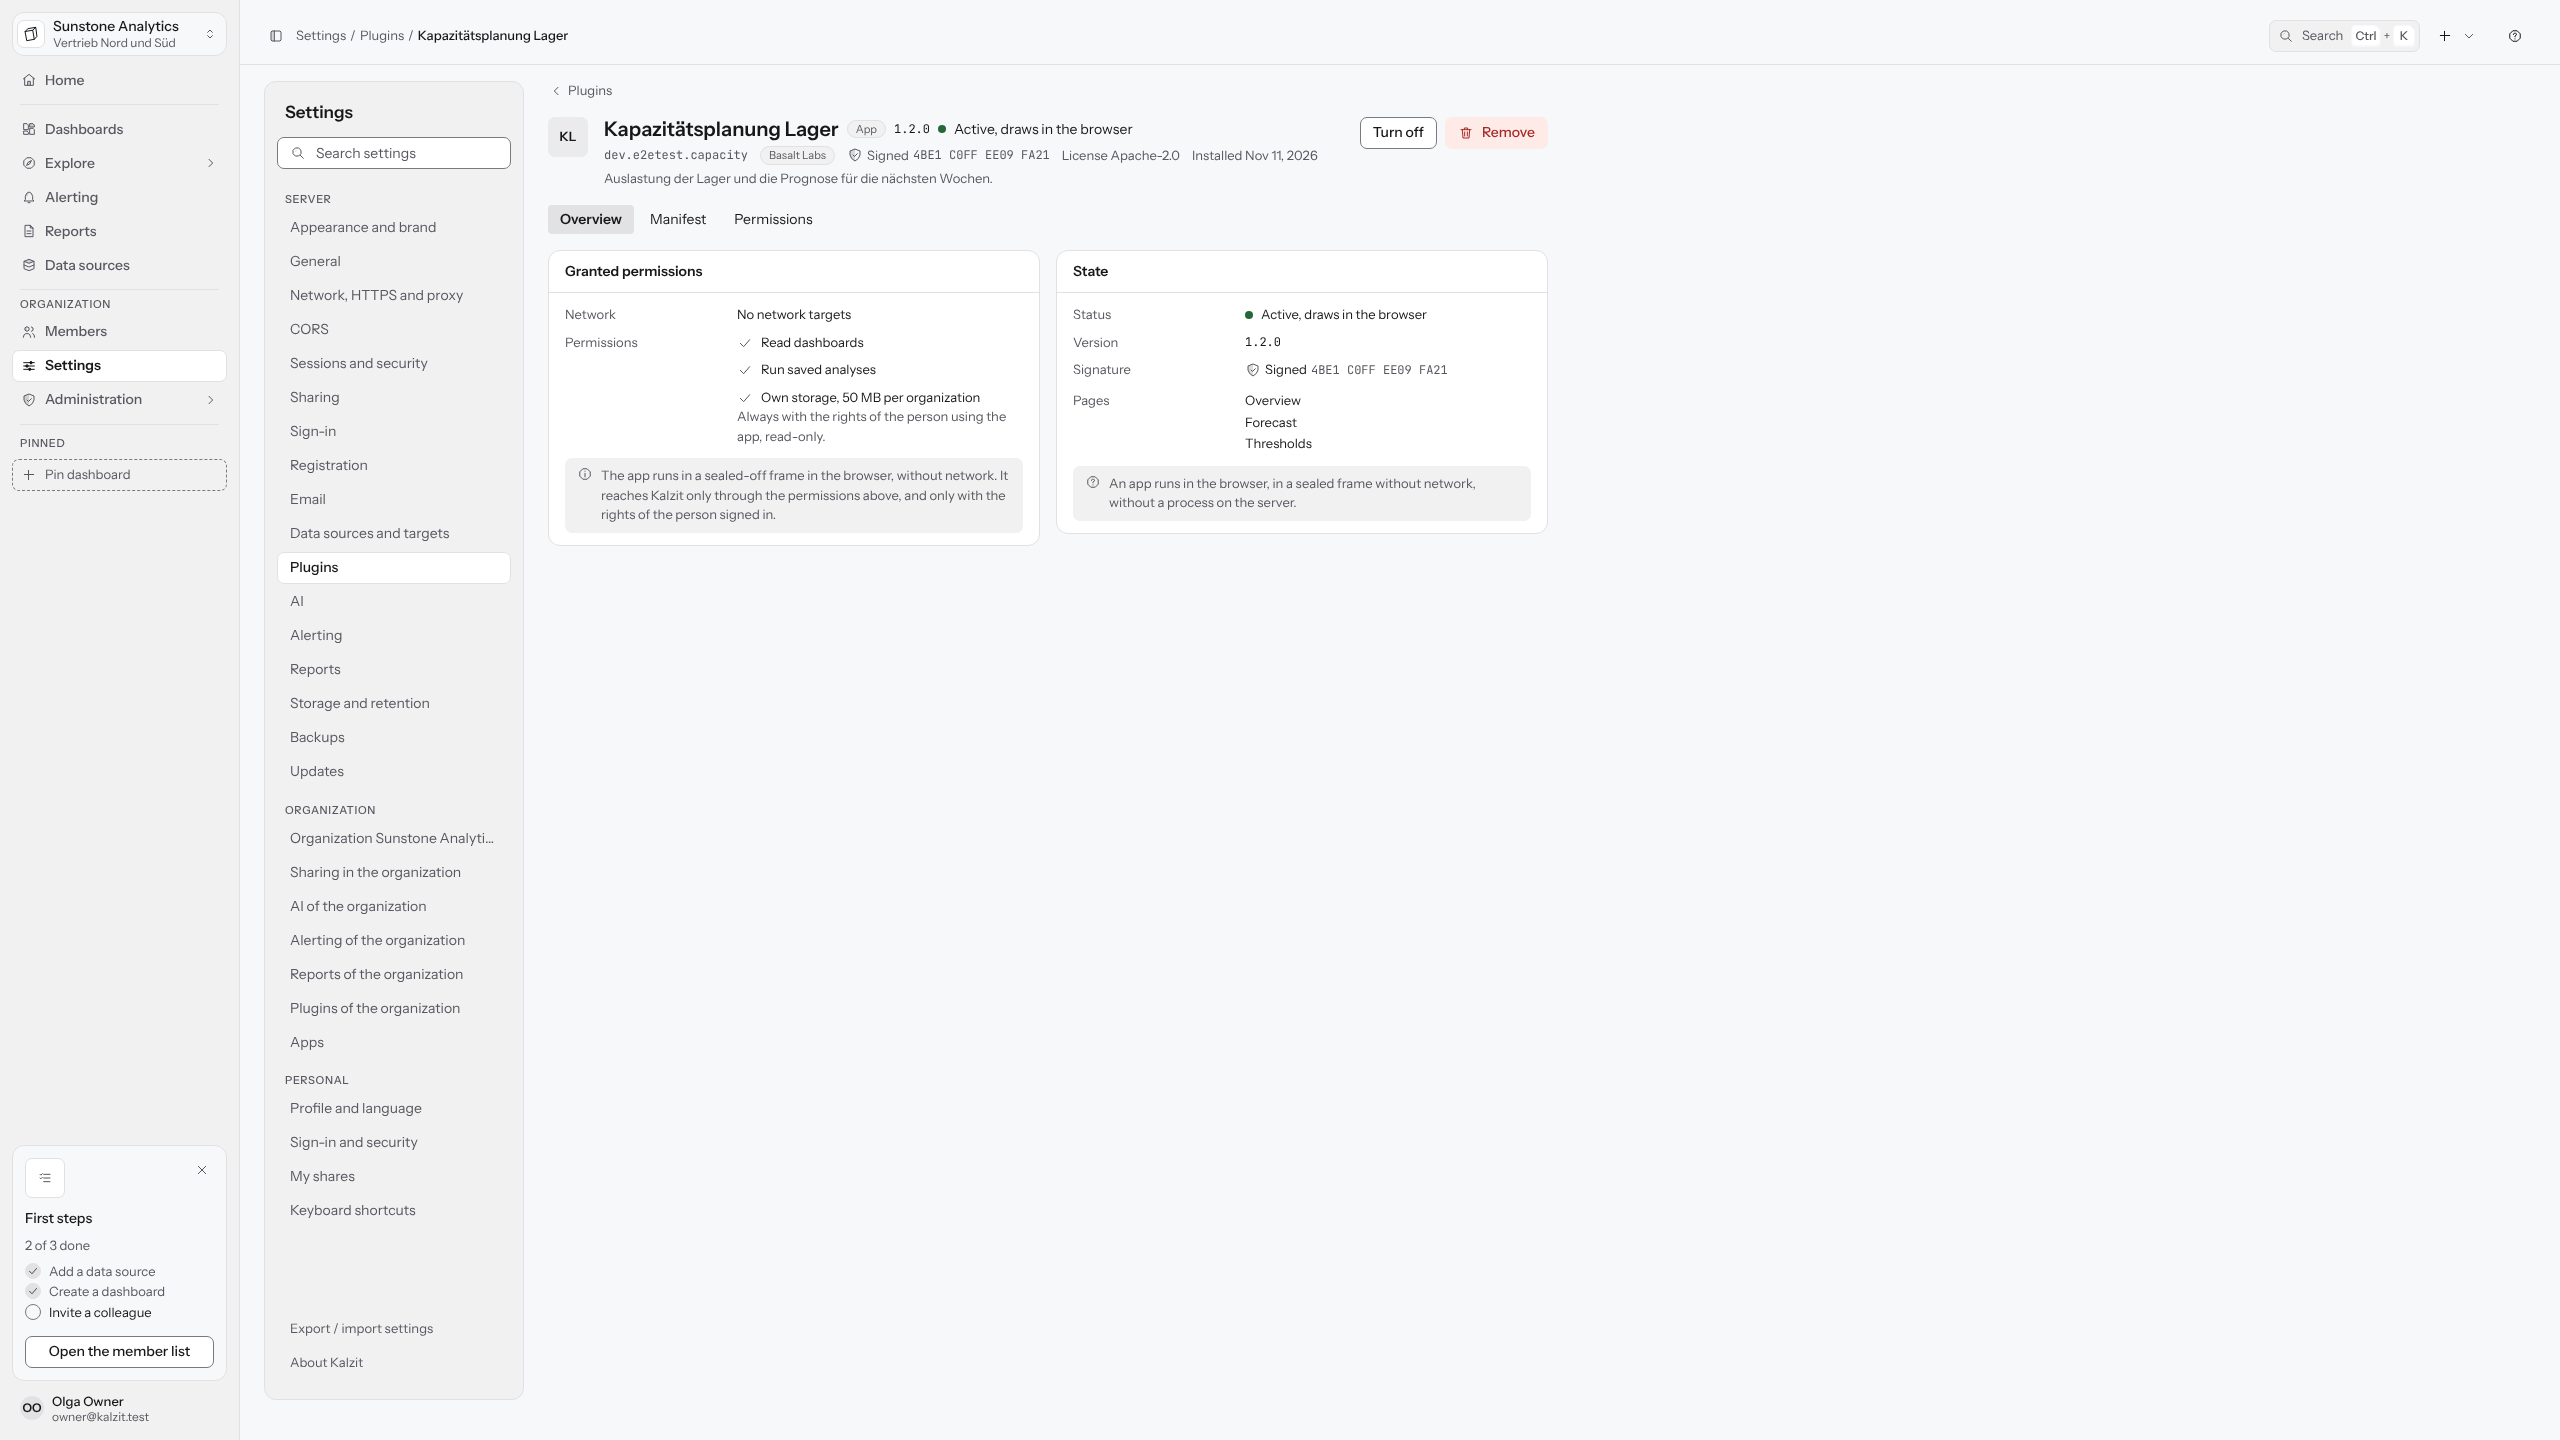 Sunstone Analytics
Vertrieb Nord und Süd
Home
Dashboards
Explore
Alerting
Reports
Data sources
ORGANIZATION
Members
Settings
Administration
PINNED
Pin dashboard
First steps
2 of 3 done
Add a data source
Create a dashboard
Invite a colleague
Open the member list
OO
Olga Owner
owner@kalzit.test
Settings / Plugins / Kapazitätsplanung Lager
Search Ctrl + K
Settings
Search settings
SERVER
Appearance and brand
General
Network, HTTPS and proxy
CORS
Sessions and security
Sharing
Sign-in
Registration
Email
Data sources and targets
Plugins
AI
Alerting
Reports
Storage and retention
Backups
Updates
ORGANIZATION
Organization Sunstone Analyti...
Sharing in the organization
AI of the organization
Alerting of the organization
Reports of the organization
Plugins of the organization
Apps
PERSONAL
Profile and language
Sign-in and security
My shares
Keyboard shortcuts
Export / import settings
About Kalzit
Plugins
KL
Kapazitätsplanung Lager App 1.2.0 Active, draws in the browser
dev.e2etest.capacity Basalt Labs Signed 4BE1 C0FF EE09 FA21 License Apache-2.0 Installed Nov 11, 2026
Auslastung der Lager und die Prognose für die nächsten Wochen.
Turn off
Remove
Overview Manifest Permissions
Granted permissions
Network No network targets
Permissions Read dashboards
Run saved analyses
Own storage, 50 MB per organization
Always with the rights of the person using the
app, read-only.
The app runs in a sealed-off frame in the browser, without network. It
reaches Kalzit only through the permissions above, and only with the
rights of the person signed in.
State
Status Active, draws in the browser
Version 1.2.0
Signature Signed 4BE1 C0FF EE09 FA21
Pages Overview
Forecast
Thresholds
An app runs in the browser, in a sealed frame without network,
without a process on the server.